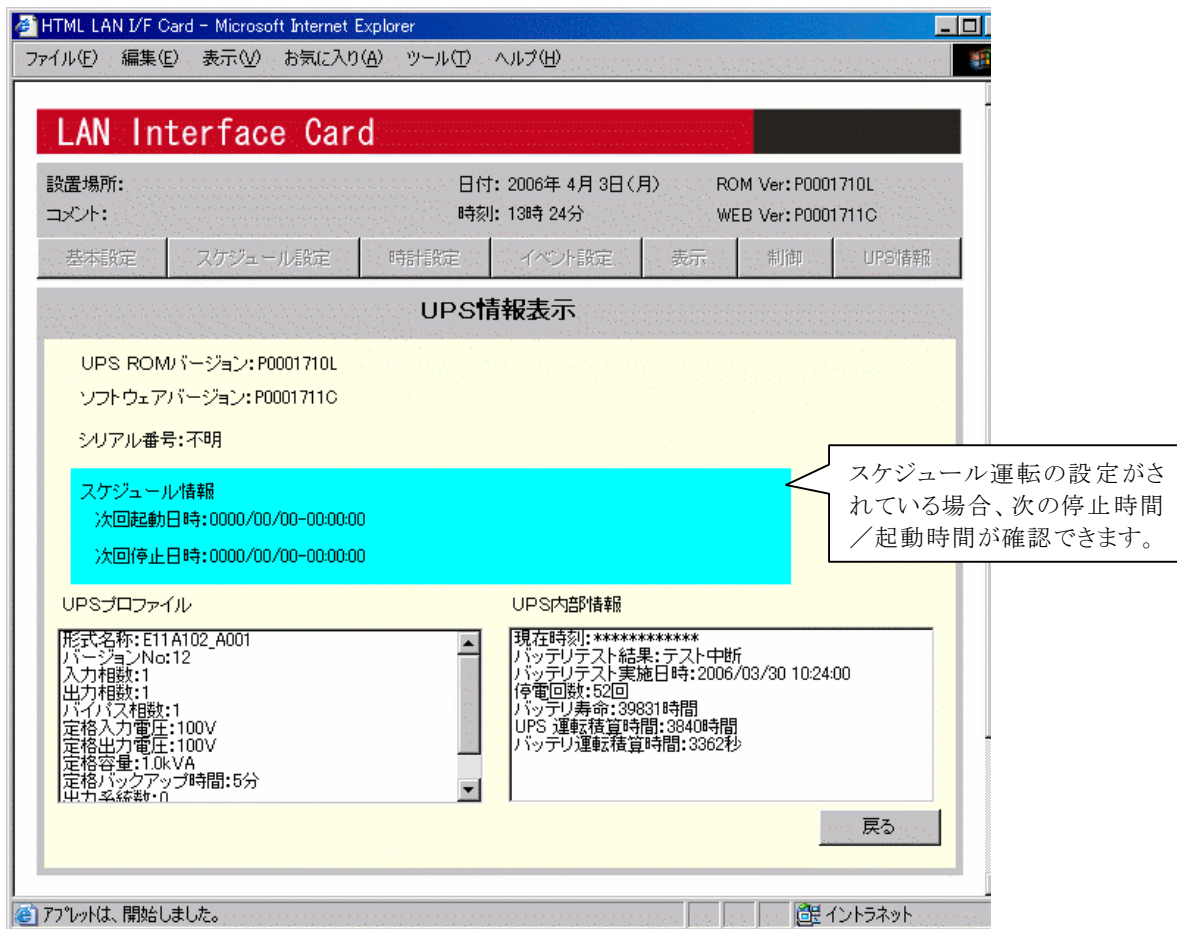 HTML LAN I/F Card - Microsoft Internet Explorer
ファイル(F) 編集(E) 表示(V) お気に入り(A) ツール(T) ヘルプ(H)
LAN Interface Card
設置場所: 日付: 2006年 4月 3日(月) ROM Ver: P0001710L
コメント: 時刻: 13時 24分 WEB Ver: P0001711C
基本設定 スケジュール設定 時計設定 イベント設定 表示 制御 UPS情報
UPS情報表示
UPS ROMバージョン: P0001710L
ソフトウェアバージョン: P0001711C
シリアル番号:不明
スケジュール情報
次回起動日時:0000/00/00-00:00:00
次回停止日時:0000/00/00-00:00:00
スケジュール運転の設定がさ
れている場合、次の停止時間
／起動時間が確認できます。
UPSプロファイル
形式名称:E11A102_A001
バージョンNo:12
入力相数:1
出力相数:1
バイパス相数:1
定格入力電圧:100V
定格出力電圧:100V
定格容量:1.0kVA
定格バックアップ時間:5分
出力系統数:0
UPS内部情報
現在時刻:************
バッテリテスト結果:テスト中断
バッテリテスト実施日時:2006/03/30 10:24:00
停電回数:52回
バッテリ寿命:39831時間
UPS 運転積算時間:3840時間
バッテリ運転積算時間:3362秒
戻る
アプレットは、開始しました。 イントラネット